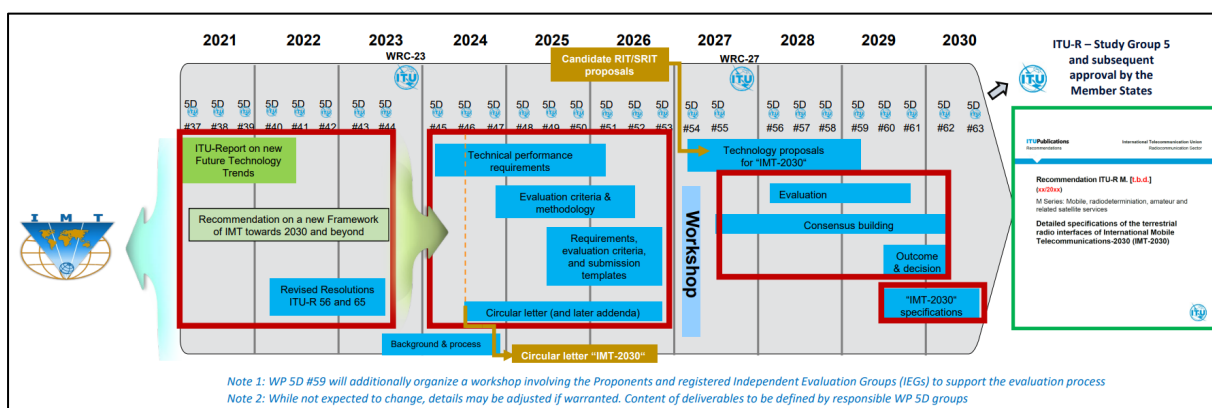 2021 2022 2023 2024 2025 2026 2027 2028 2029 2030
WRC-23
WRC-27
Candidate RIT/SRIT
proposals
ITU-R – Study Group 5
and subsequent
approval by the
Member States
ITU
ITU
ITU
5D 5D 5D 5D 5D 5D 5D 5D 5D 5D 5D 5D 5D 5D 5D 5D 5D 5D 5D 5D 5D 5D 5D 5D 5D 5D 5D
#37 #38 #39 #40 #41 #42 #43 #44 #45 #46 #47 #48 #49 #50 #51 #52 #53 #54 #55 #56 #57 #58 #59 #60 #61 #62 #63
ITU-Report on new
Future Technology
Trends
Recommendation on a new Framework
of IMT towards 2030 and beyond
Revised Resolutions
ITU-R 56 and 65
Background & process
Technical performance
requirements
Evaluation criteria &
methodology
Requirements,
evaluation criteria,
and submission
templates
Circular letter (and later addenda)
Circular letter "IMT-2030"
Workshop
Technology proposals
for "IMT-2030"
Evaluation
Consensus building
Outcome
& decision
"IMT-2030"
specifications
I M T
ITUPublications International Telecommunication Union
Recommendations Radiocommunication Sector
Recommendation ITU-R M. [t.b.d.]
(xx/20xx)
M Series: Mobile, radiodetermination, amateur and
related satellite services
Detailed specifications of the terrestrial
radio interfaces of International Mobile
Telecommunications-2030 (IMT-2030)
Note 1: WP 5D #59 will additionally organize a workshop involving the Proponents and registered Independent Evaluation Groups (IEGs) to support the evaluation process
Note 2: While not expected to change, details may be adjusted if warranted. Content of deliverables to be defined by responsible WP 5D groups